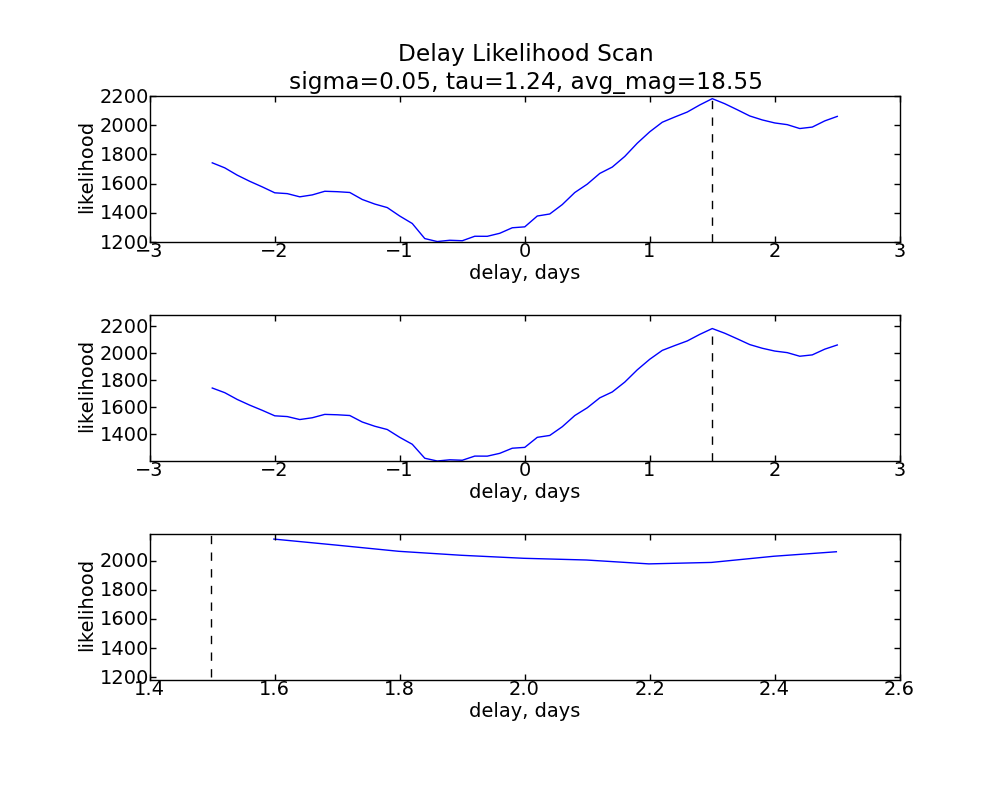 Delay Likelihood Scan
sigma=0.05, tau=1.24, avg_mag=18.55
2200
2000
1800
1600
1400
1200
likelihood
−3 −2 −1 0 1 2 3
delay, days
2200
2000
1800
1600
1400
likelihood
−3 −2 −1 0 1 2 3
delay, days
2000
1800
1600
1400
1200
likelihood
1.4 1.6 1.8 2.0 2.2 2.4 2.6
delay, days